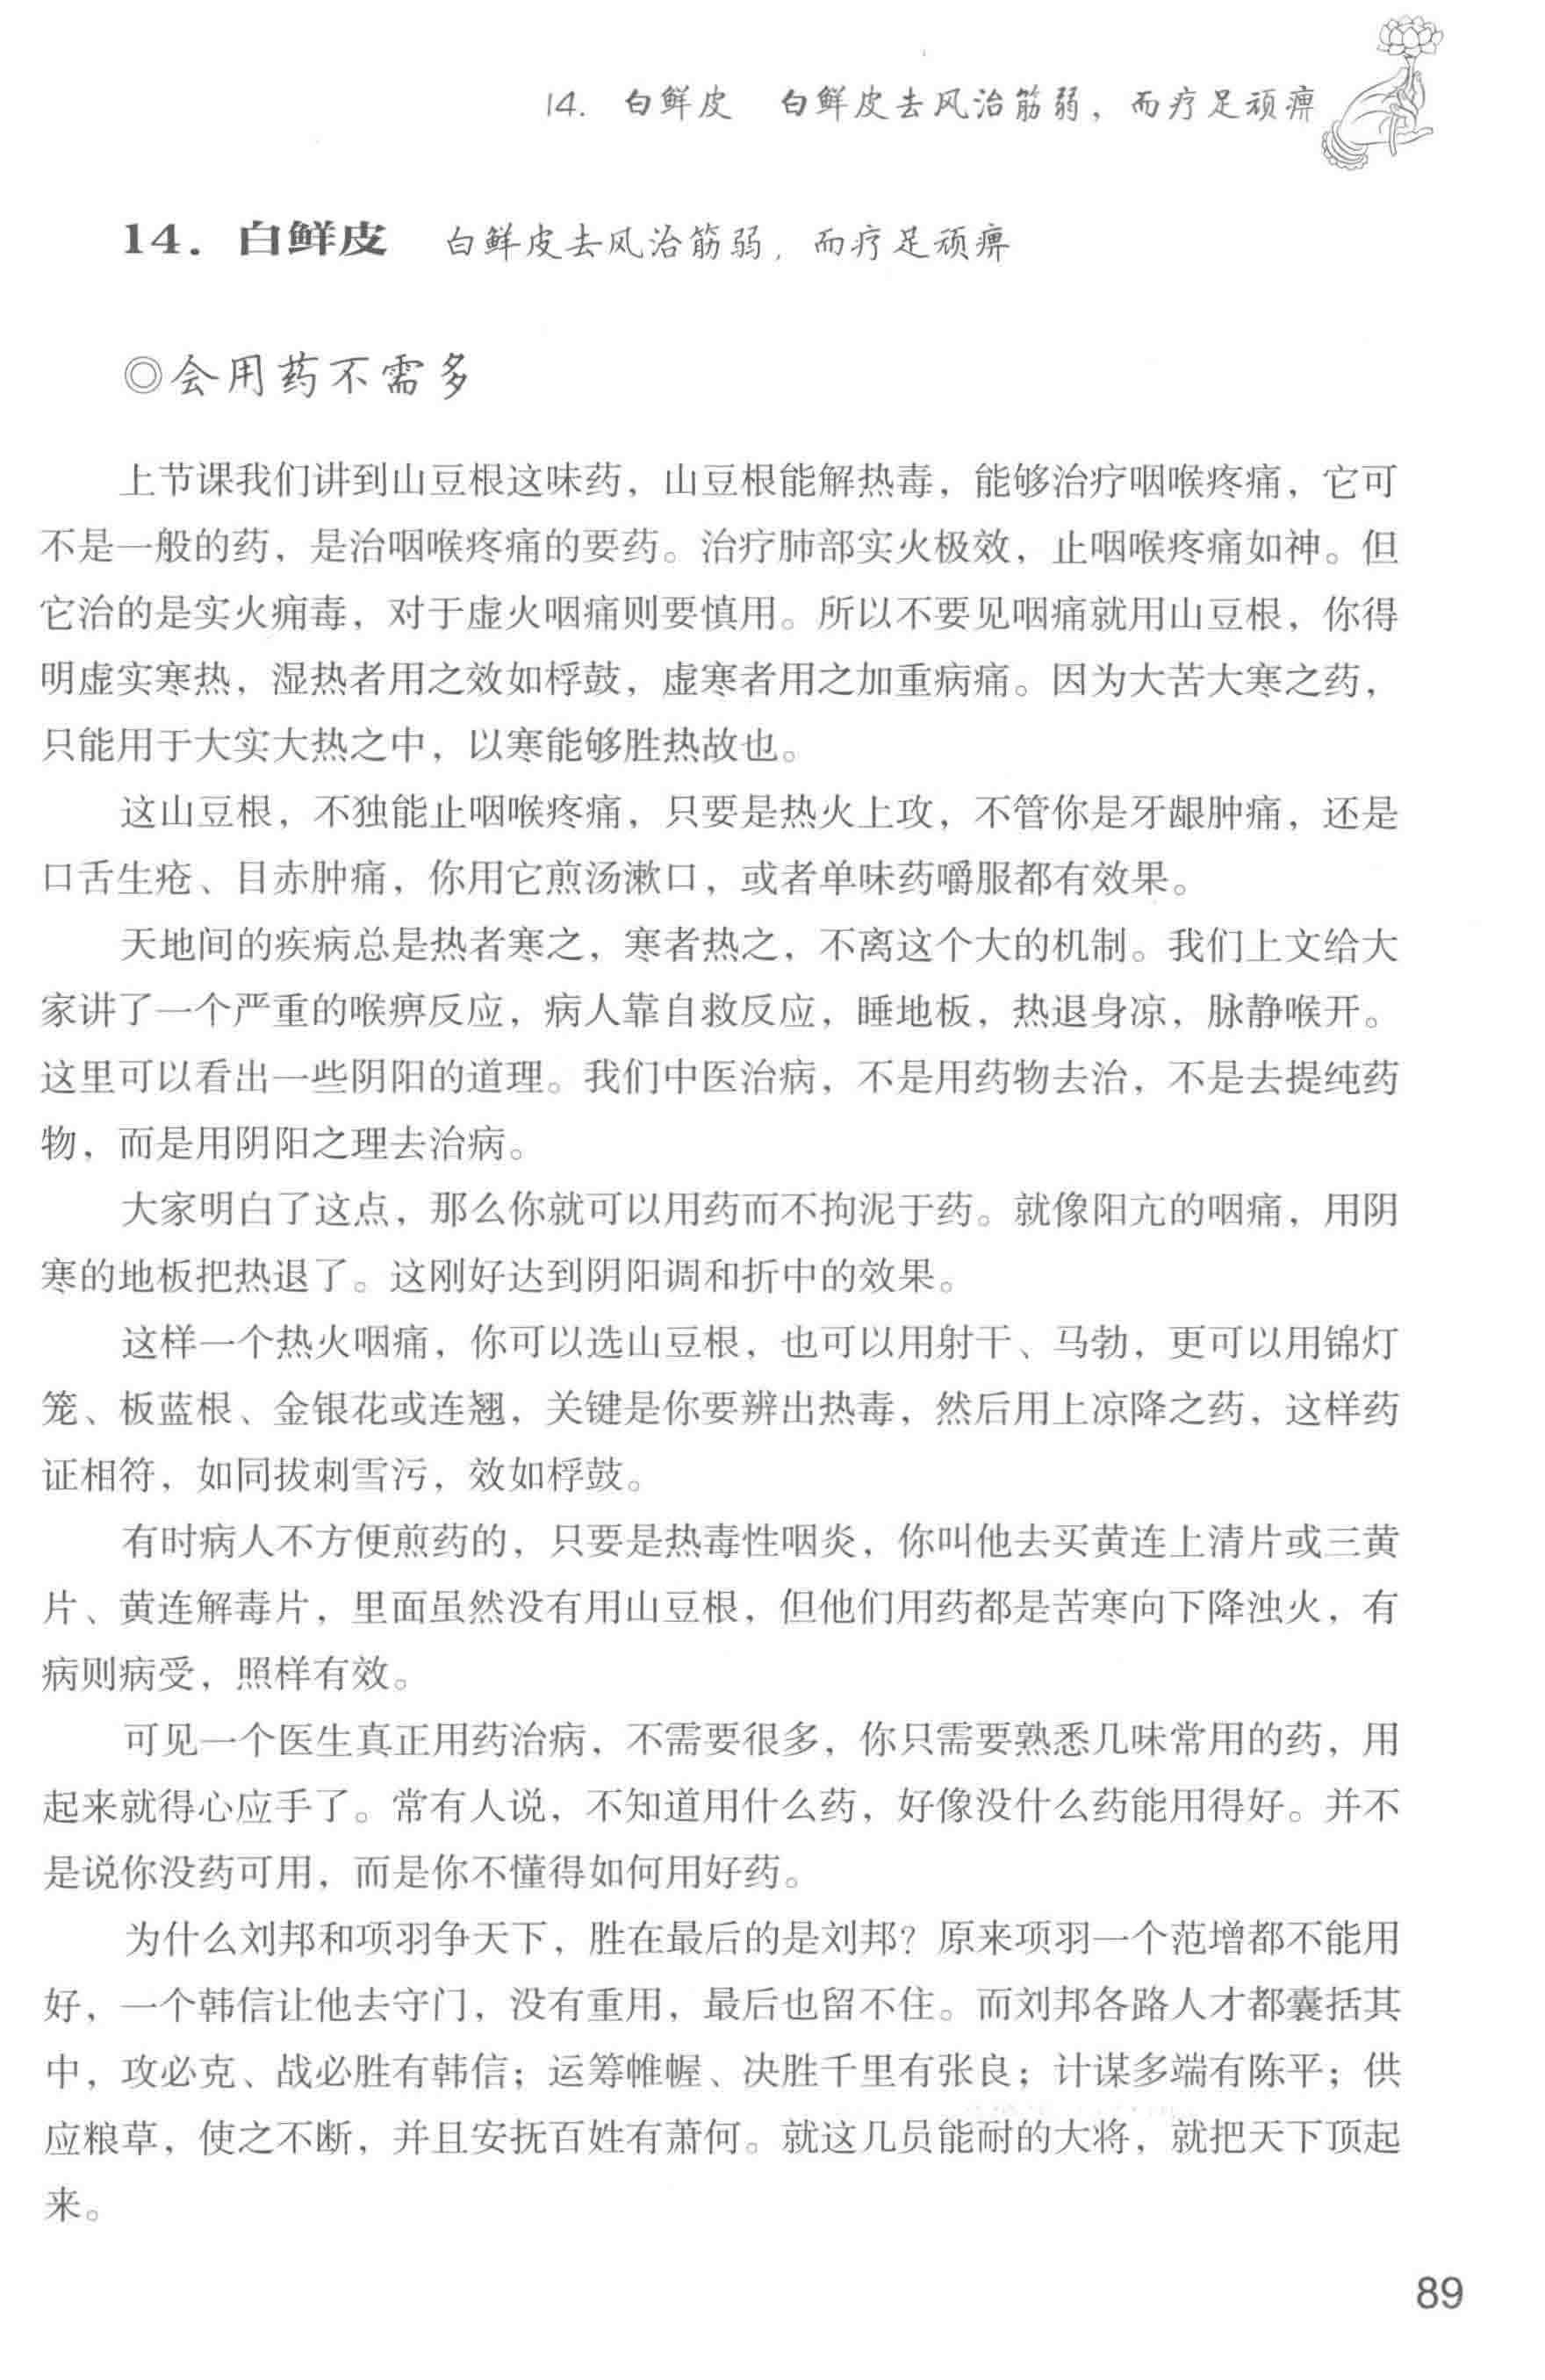 14. 白鲜皮　白鲜皮去风治筋弱，而疗足顽痹
14. 白鲜皮　白鲜皮去风治筋弱，而疗足顽痹
◎会用药不需多
上节课我们讲到山豆根这味药，山豆根能解热毒，能够治疗咽喉疼痛，它可
不是一般的药，是治咽喉疼痛的要药。治疗肺部实火极效，止咽喉疼痛如神。但
它治的是实火痈毒，对于虚火咽痛则要慎用。所以不要见咽痛就用山豆根，你得
明虚实寒热，湿热者用之效如桴鼓，虚寒者用之加重病痛。因为大苦大寒之药，
只能用于大实大热之中，以寒能够胜热故也。
这山豆根，不独能止咽喉疼痛，只要是热火上攻，不管你是牙龈肿痛，还是
口舌生疮、目赤肿痛，你用它煎汤漱口，或者单味药嚼服都有效果。
天地间的疾病总是热者寒之，寒者热之，不离这个大的机制。我们上文给大
家讲了一个严重的喉痹反应，病人靠自救反应，睡地板，热退身凉，脉静喉开。
这里可以看出一些阴阳的道理。我们中医治病，不是用药物去治，不是去提纯药
物，而是用阴阳之理去治病。
大家明白了这点，那么你就可以用药而不拘泥于药。就像阳亢的咽痛，用阴
寒的地板把热退了。这刚好达到阴阳调和折中的效果。
这样一个热火咽痛，你可以选山豆根，也可以用射干、马勃，更可以用锦灯
笼、板蓝根、金银花或连翘，关键是你要辨出热毒，然后用上凉降之药，这样药
证相符，如同拔刺雪污，效如桴鼓。
有时病人不方便煎药的，只要是热毒性咽炎，你叫他去买黄连上清片或三黄
片、黄连解毒片，里面虽然没有用山豆根，但他们用药都是苦寒向下降浊火，有
病则病受，照样有效。
可见一个医生真正用药治病，不需要很多，你只需要熟悉几味常用的药，用
起来就得心应手了。常有人说，不知道用什么药，好像没什么药能用得好。并不
是说你没药可用，而是你不懂得如何用好药。
为什么刘邦和项羽争天下，胜在最后的是刘邦？原来项羽一个范增都不能用
好，一个韩信让他去守门，没有重用，最后也留不住。而刘邦各路人才都囊括其
中，攻必克、战必胜有韩信；运筹帷幄、决胜千里有张良；计谋多端有陈平；供
应粮草，使之不断，并且安抚百姓有萧何。就这几员能耐的大将，就把天下顶起
来。
89